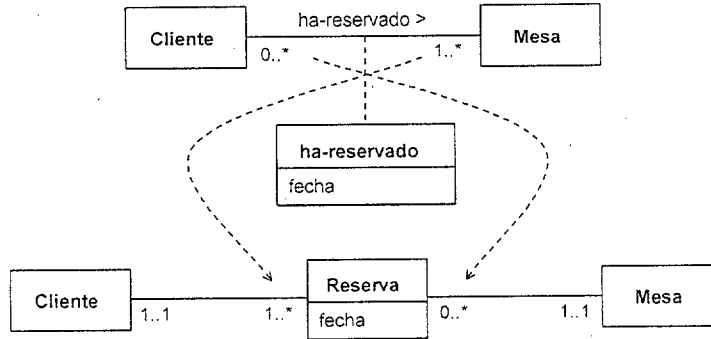 ha-reservado >
Cliente
Mesa
0..*
1..*
ha-reservado
fecha
Reserva
Cliente
Mesa
1..1
1..*
0..*
1..1
fecha